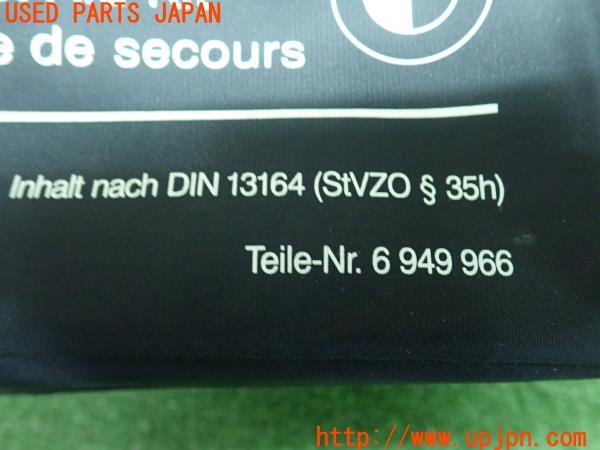 USED PARTS JAPAN
de secours
Inhalt nach DIN 13164 (StVZO § 35h)
Teile-Nr. 6 949 966
http://www.upjpn.com/